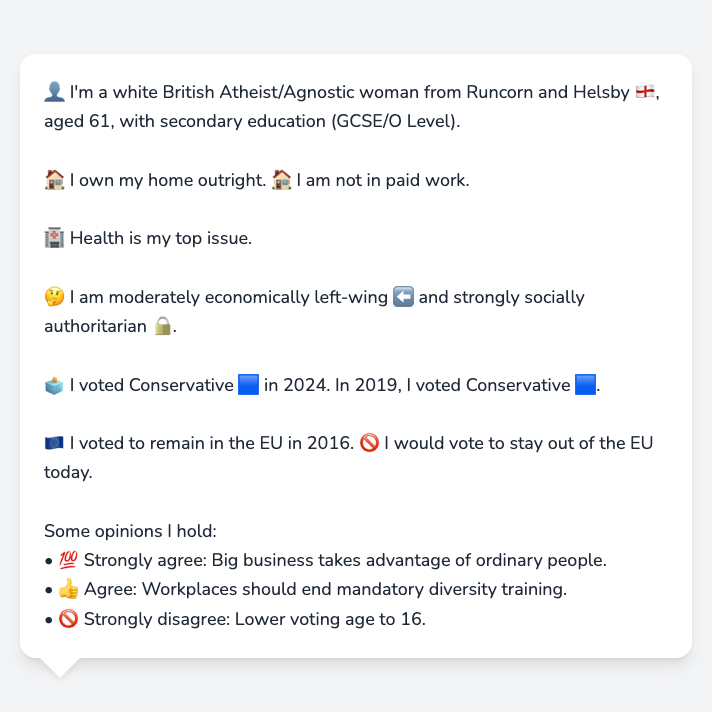 👤 I'm a white British Atheist/Agnostic woman from Runcorn and Helsby 🏴󠁧󠁢󠁥󠁮󠁧󠁿,
aged 61, with secondary education (GCSE/O Level).
🏠 I own my home outright. 🏠 I am not in paid work.
🏥 Health is my top issue.
🤔 I am moderately economically left-wing ⬅️ and strongly socially
authoritarian 🔒.
🗳️ I voted Conservative 🟦 in 2024. In 2019, I voted Conservative 🟦.
🇪🇺 I voted to remain in the EU in 2016. 🚫 I would vote to stay out of the EU
today.
Some opinions I hold:
• 💯 Strongly agree: Big business takes advantage of ordinary people.
• 👍 Agree: Workplaces should end mandatory diversity training.
• 🚫 Strongly disagree: Lower voting age to 16.